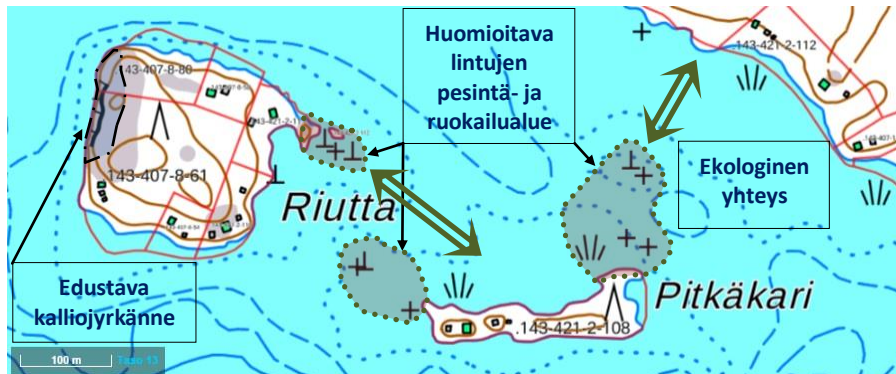 Huomioitava
lintujen
pesintä- ja
ruokailualue
.143-421-2-112
143-407-8-80
143-407-8-61
Riutta
Ekologinen
yhteys
Edustava
kalliojyrkänne
Pitkäkari
.143-421-2-108
100 m
Taso 13